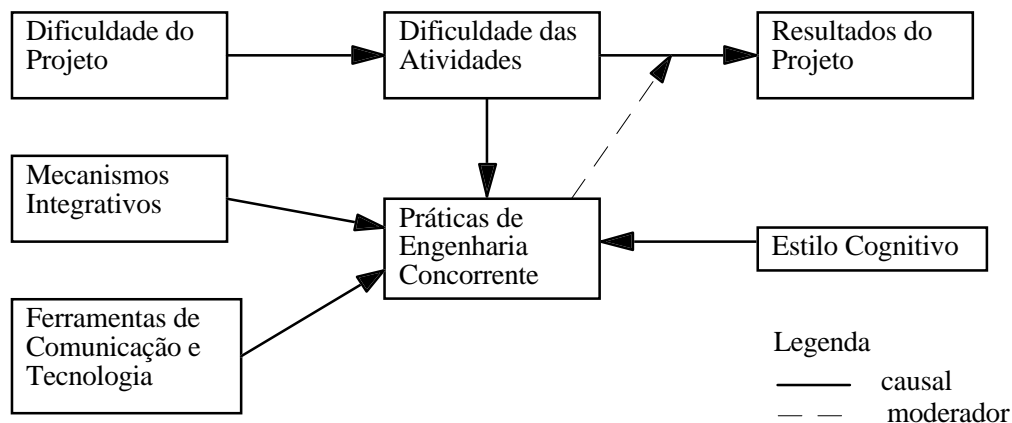 Dificuldade do
Projeto
Dificuldade das
Atividades
Resultados do
Projeto
Mecanismos
Integrativos
Práticas de
Engenharia
Concorrente
Estilo Cognitivo
Ferramentas de
Comunicação e
Tecnologia
Legenda
causal
moderador